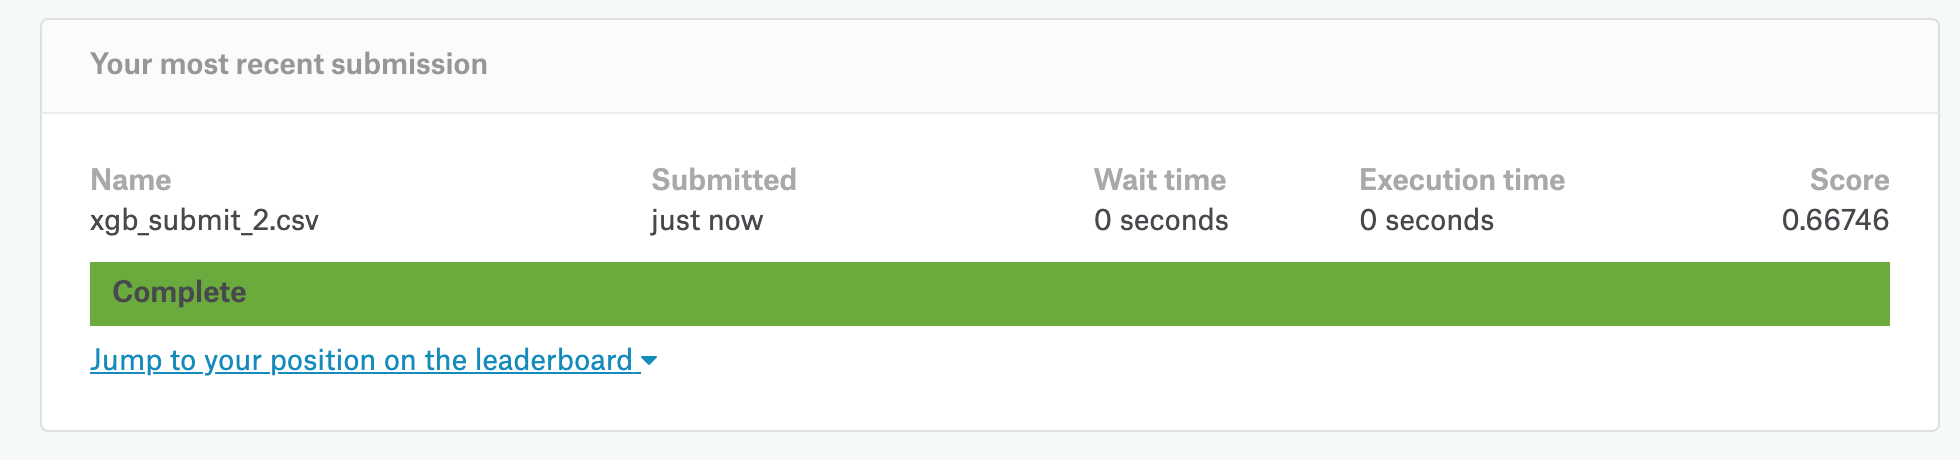 Your most recent submission
Name Submitted Wait time Execution time Score
xgb_submit_2.csv just now 0 seconds 0 seconds 0.66746
Complete
Jump to your position on the leaderboard